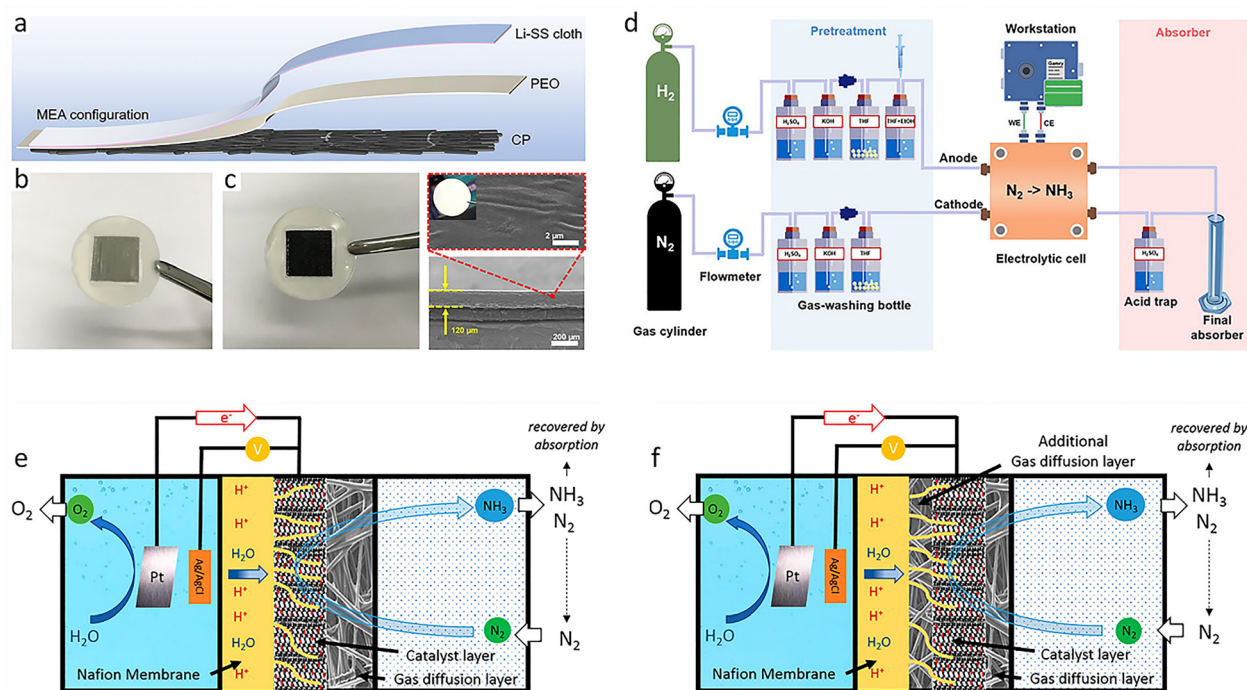 a
Li-SS cloth
PEO
MEA configuration
CP
b
c
2 μm
120 μm
200 μm
d
Pretreatment
Workstation
Absorber
Gamry
H₂
H₂SO₄
KOH
THF
THF+EtOH
WE
CE
Anode
N₂ -> NH₃
Cathode
N₂
Flowmeter
H₂SO₄
KOH
THF
H₂SO₄
Electrolytic cell
Gas-washing bottle
Acid trap
Gas cylinder
Final
absorber
e
e⁻
V
recovered by
absorption
O₂
O₂
H⁺
H⁺
H₂O
H⁺
H⁺
H₂O
H⁺
Pt
Ag/AgCl
H₂O
NH₃
NH₃
N₂
N₂
N₂
Nafion Membrane
Catalyst layer
Gas diffusion layer
f
e⁻
V
Additional
Gas diffusion layer
recovered by
absorption
O₂
O₂
H⁺
H⁺
H₂O
H⁺
H⁺
H₂O
H⁺
Pt
Ag/AgCl
H₂O
NH₃
NH₃
N₂
N₂
N₂
Nafion Membrane
Catalyst layer
Gas diffusion layer